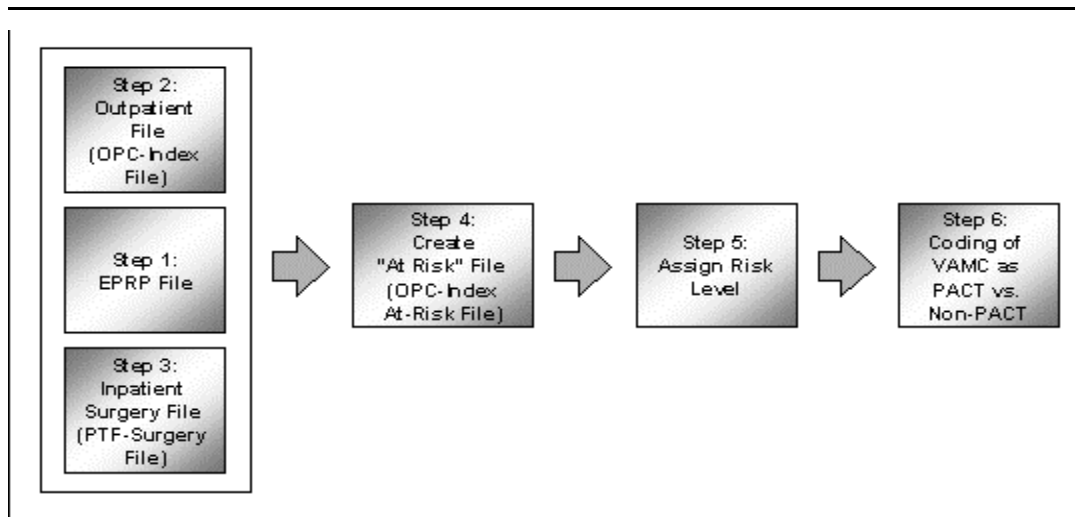 Step 2:
Outpatient
File
(OPC-Index
File)
Step 1:
EPRP File
Step 3:
Inpatient
Surgery File
(PTF-Surgery
File)
Step 4:
Create
"At Risk" File
(OPC-Index
At-Risk File)
Step 5:
Assign Risk
Level
Step 6:
Coding of
VAMC as
PACT vs.
Non-PACT